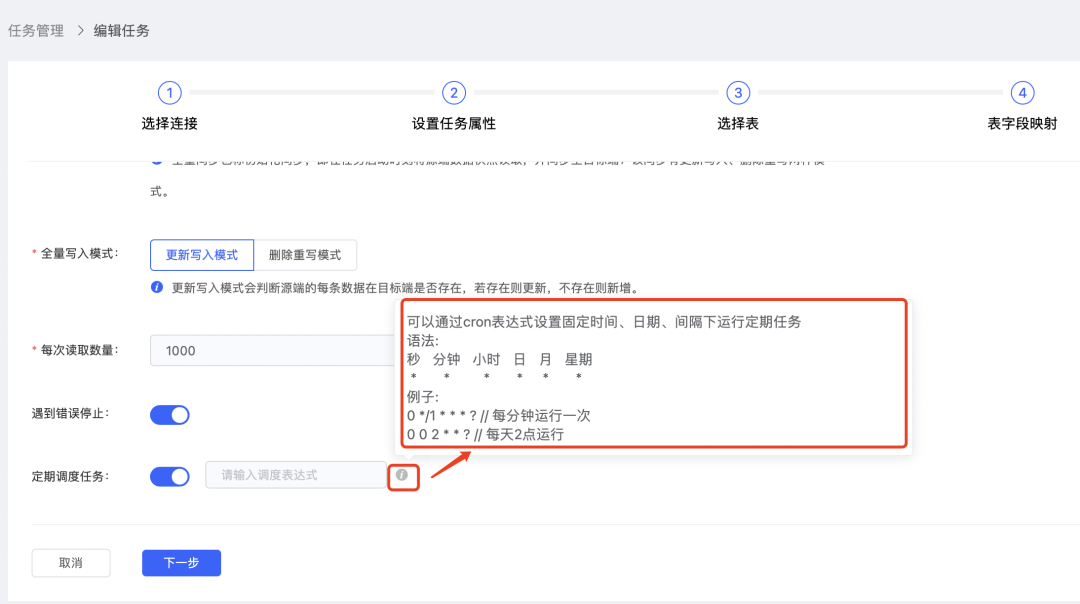 任务管理 > 编辑任务
1 2 3 4
选择连接 设置任务属性 选择表 表字段映射
式。
* 全量写入模式: 更新写入模式 删除重写模式
更新写入模式会判断源端的每条数据在目标端是否存在，若存在则更新，不存在则新增。
可以通过cron表达式设置固定时间、日期、间隔下运行定期任务
语法:
秒 分钟 小时 日 月 星期
* * * * * *
例子:
0 */1 * * * ? // 每分钟运行一次
0 0 2 * * ? // 每天2点运行
* 每次读取数量: 1000
遇到错误停止:
定期调度任务: 请输入调度表达式
取消 下一步